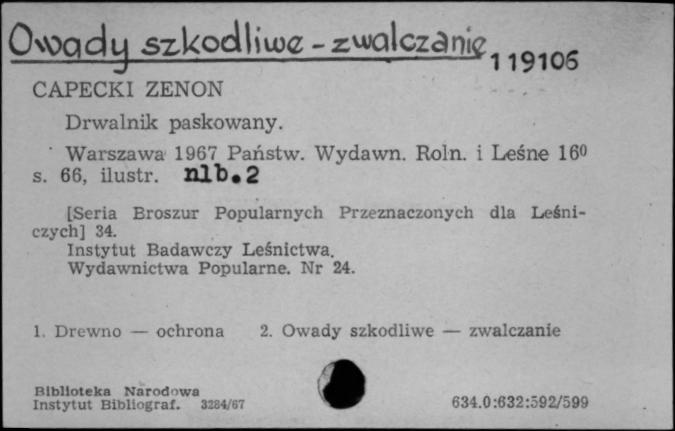 Owady szkodliwe - zwalczanie
119106
CAPECKI ZENON
Drwalnik paskowany.
Warszawa 1967 Państw. Wydawn. Roln. i Leśne 16⁰
s. 66, ilustr. nlb.2
[Seria Broszur Popularnych Przeznaczonych dla Leśni-
czych] 34.
Instytut Badawczy Leśnictwa.
Wydawnictwa Popularne. Nr 24.
1. Drewno — ochrona 2. Owady szkodliwe — zwalczanie
Biblioteka Narodowa
Instytut Bibliograf. 3284/67 634.0:632:592/599